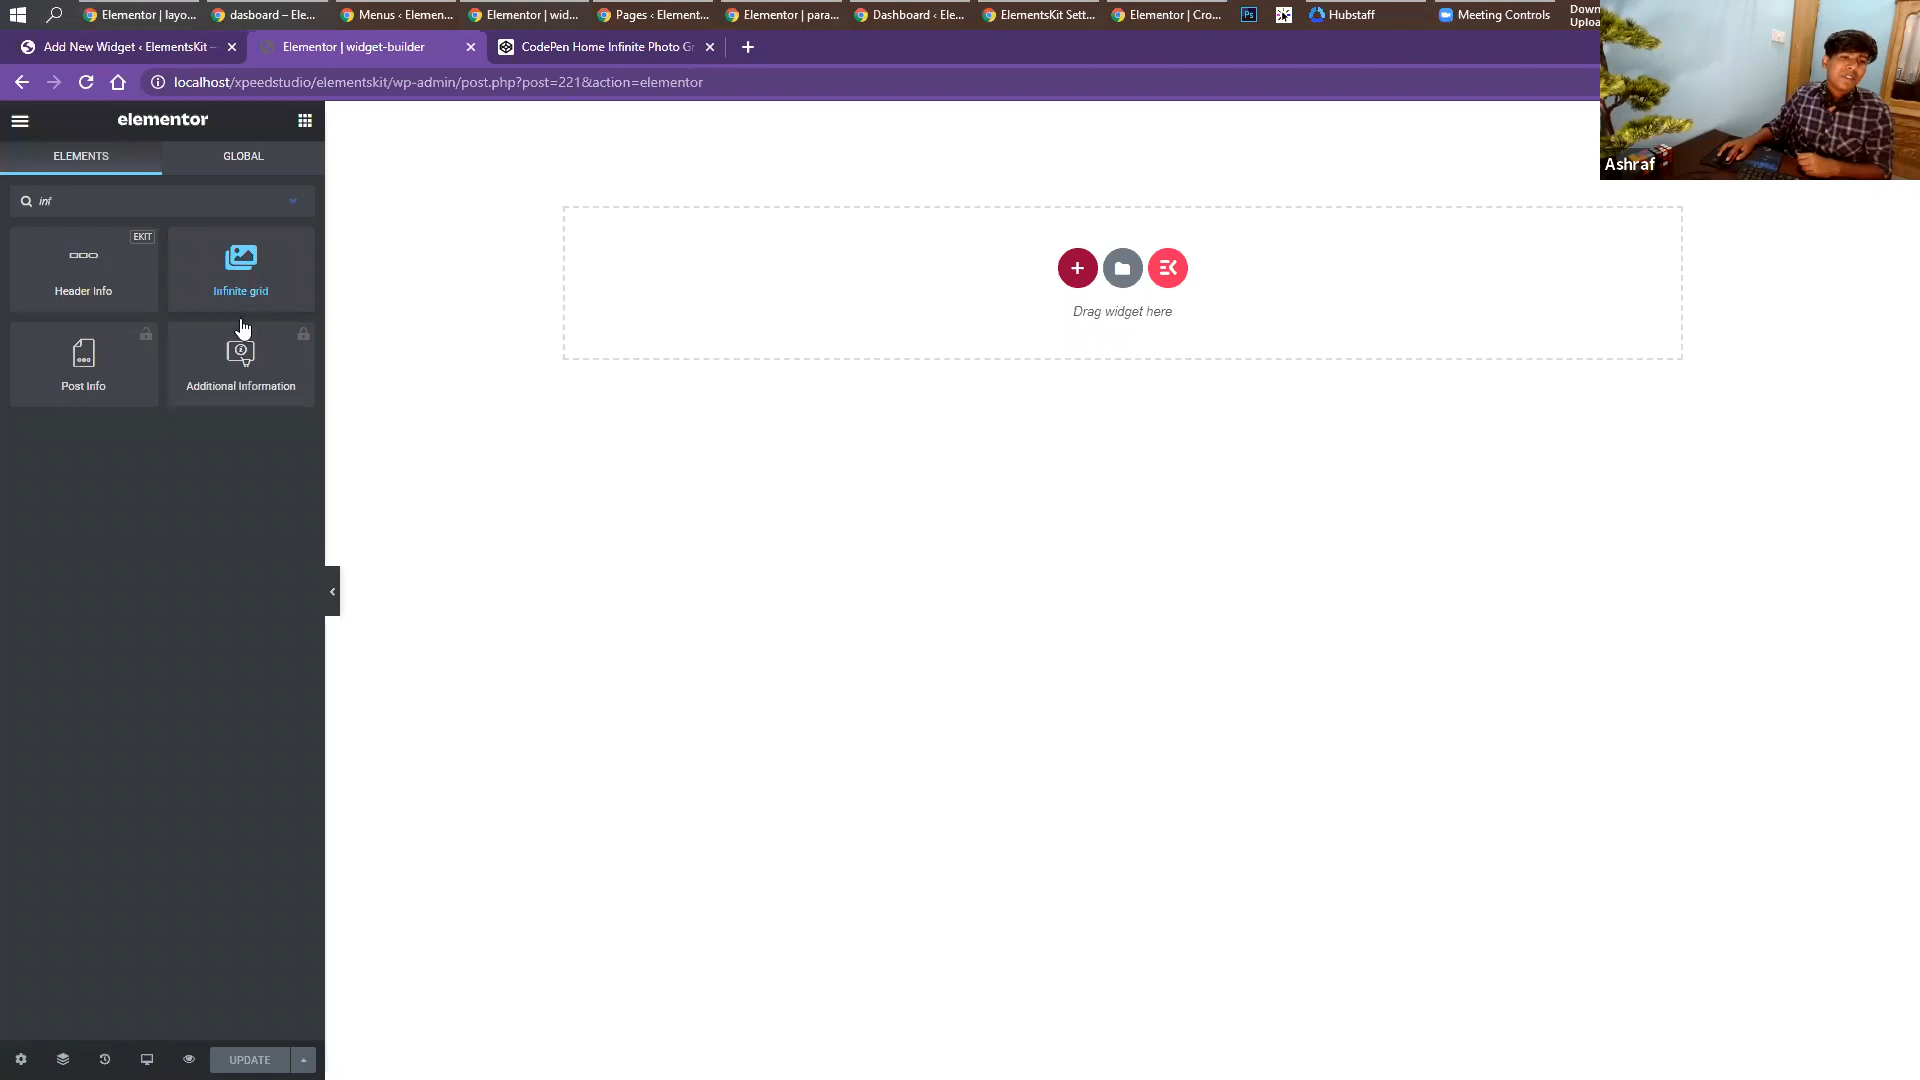 Elementor | layo...
dasboard – Ele...
Menus ‹ Elemen...
Elementor | wid...
Pages ‹ Element...
Elementor | para...
Dashboard ‹ Ele...
ElementsKit Sett...
Elementor | Cro...
Ps
Hubstaff
Meeting Controls
Down
Uploa
Add New Widget ‹ ElementsKit –
Elementor | widget-builder
CodePen Home Infinite Photo Gr
localhost/xpeedstudio/elementskit/wp-admin/post.php?post=221&action=elementor
Ashraf
elementor
ELEMENTS
GLOBAL
inf
EKIT
Header Info
Infinite grid
Post Info
Additional Information
Drag widget here
UPDATE